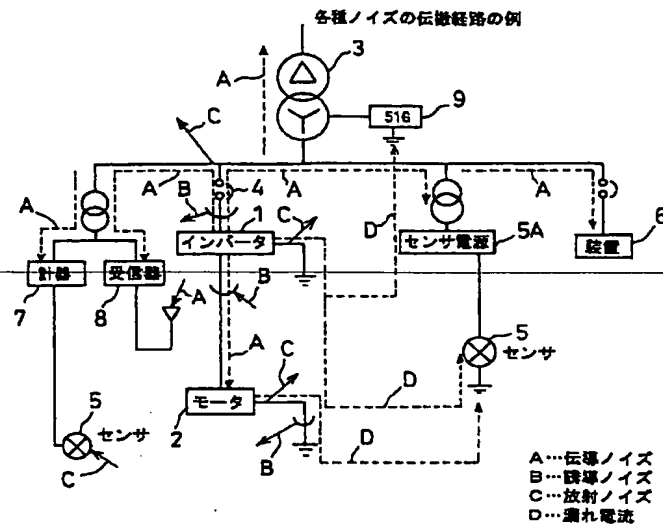 各種ノイズの伝搬経路の例
3
A
9
51G
C
A
B
4
A
A
A
1
C
D
インバータ
センサ電源
5A
装置
6
計器
受信器
7
8
A
B
A
5
センサ
C
D
モータ
2
5
センサ
C
B
D
A…伝導ノイズ
B…誘導ノイズ
C…放射ノイズ
D…漏れ電流